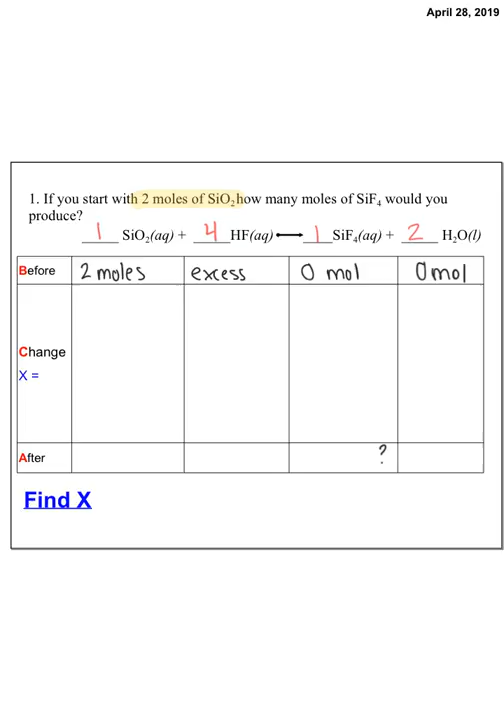 April 28, 2019
1. If you start with 2 moles of SiO₂ how many moles of SiF₄ would you
produce?
1 SiO₂(aq) + 4 HF(aq) ⟷ 1 SiF₄(aq) + 2 H₂O(l)
Before 2 moles excess 0 mol 0 mol
Change
X =
After ?
Find X